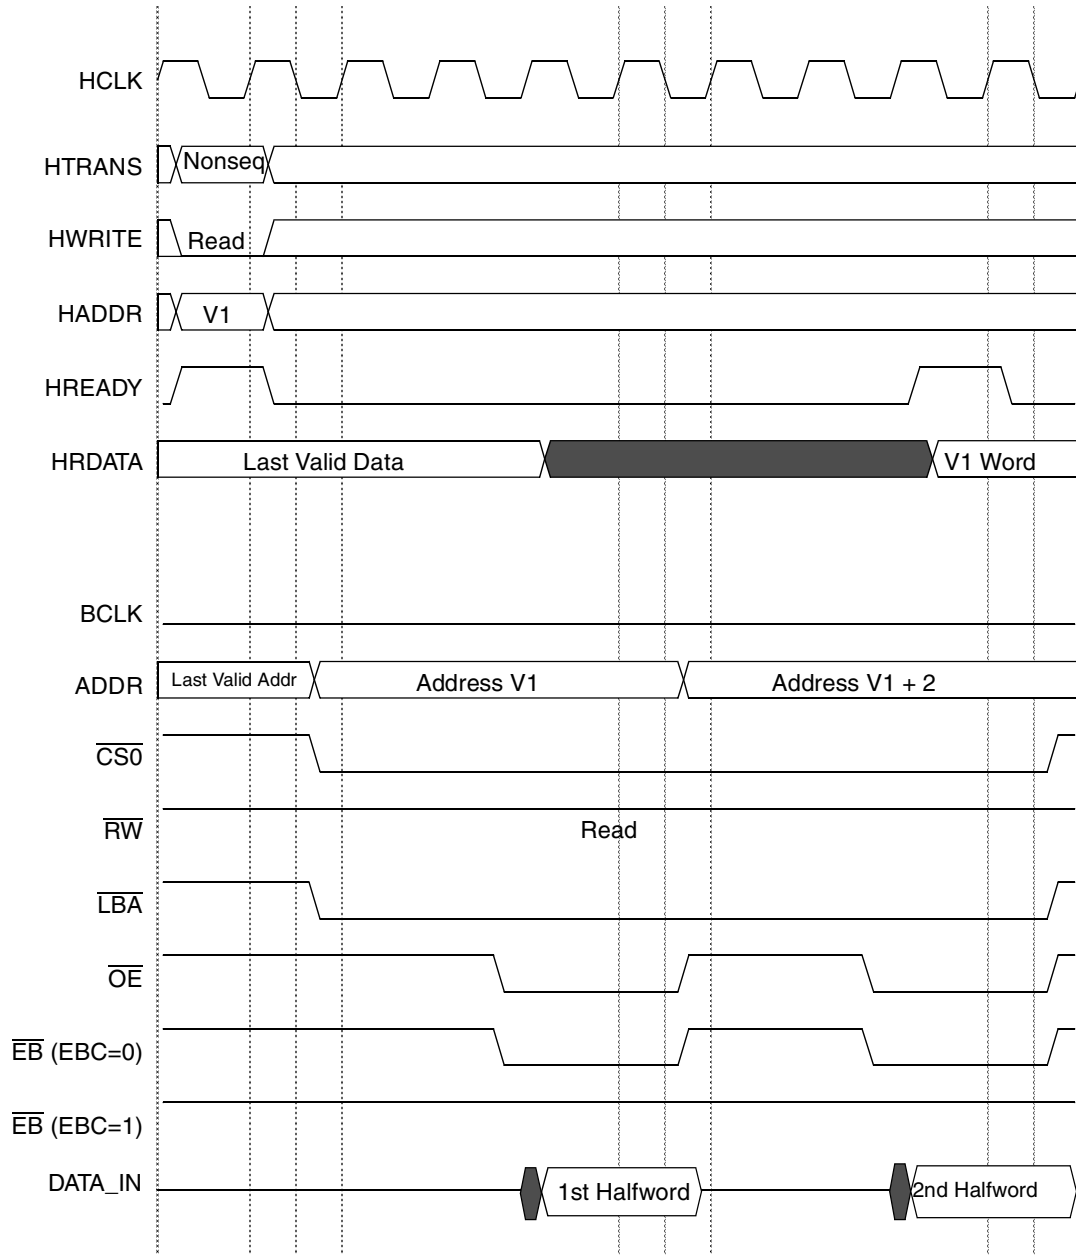 HCLK
HTRANS Nonseq
HWRITE Read
HADDR V1
HREADY
HRDATA Last Valid Data V1 Word
BCLK
ADDR Last Valid Addr Address V1 Address V1 + 2
CS0
RW Read
LBA
OE
EB (EBC=0)
EB (EBC=1)
DATA_IN 1st Halfword 2nd Halfword